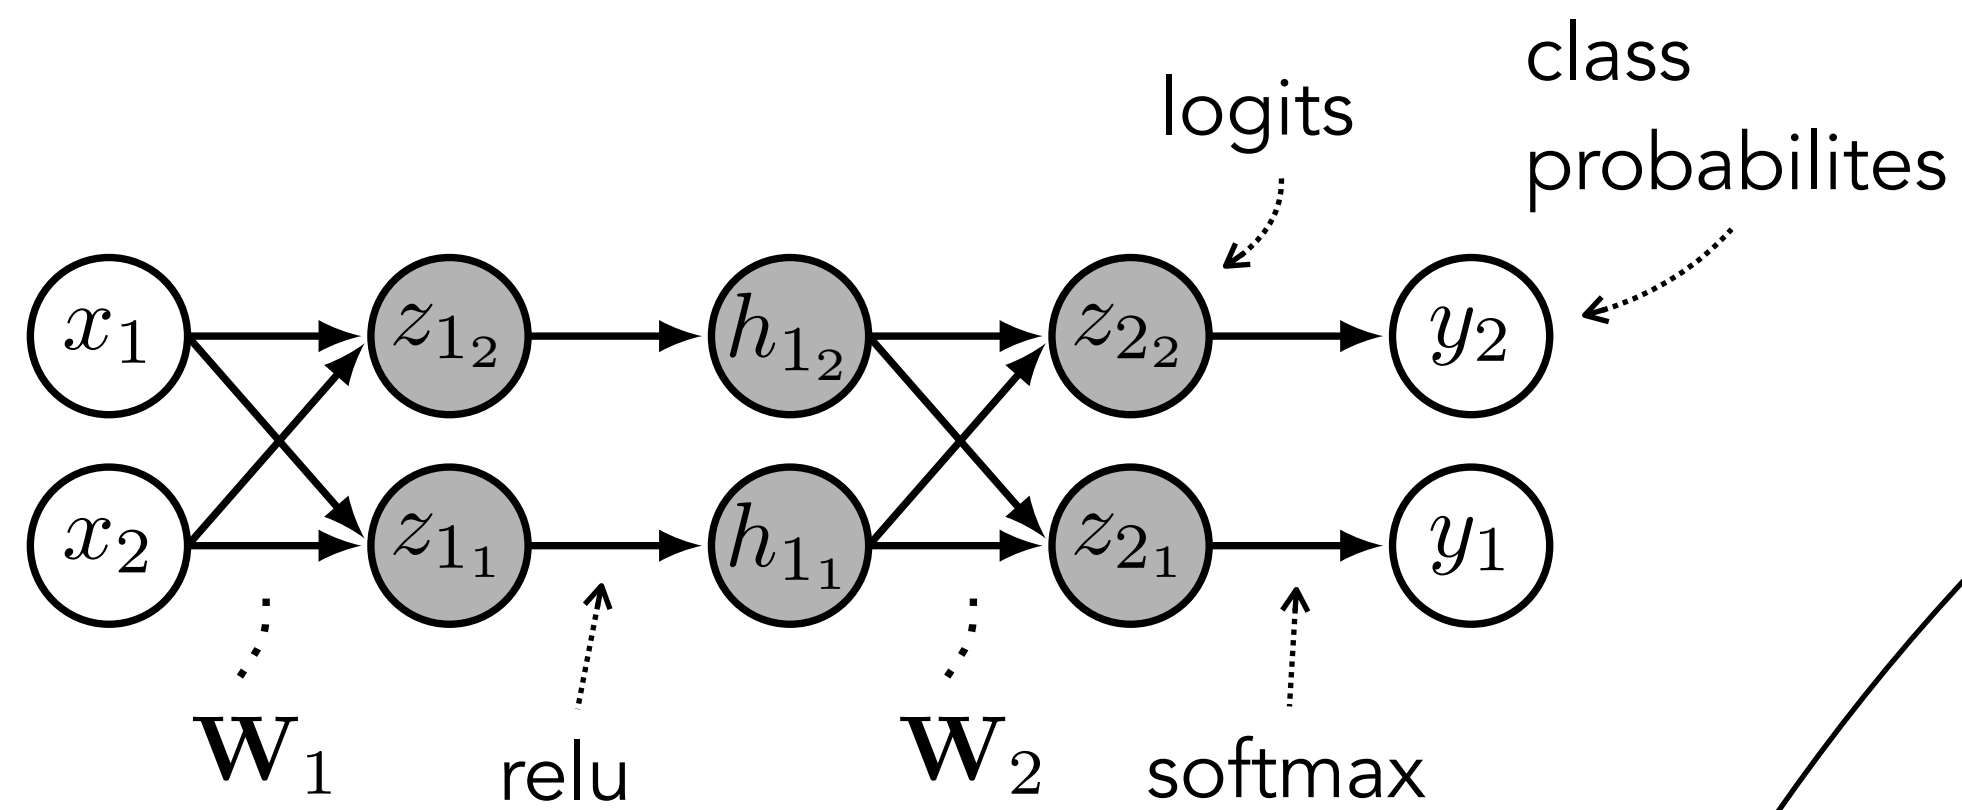 class
logits
probabilites
x₁ z₁₂ h₁₂ z₂₂ y₂
x₂ z₁₁ h₁₁ z₂₁ y₁
W₁ relu W₂ softmax